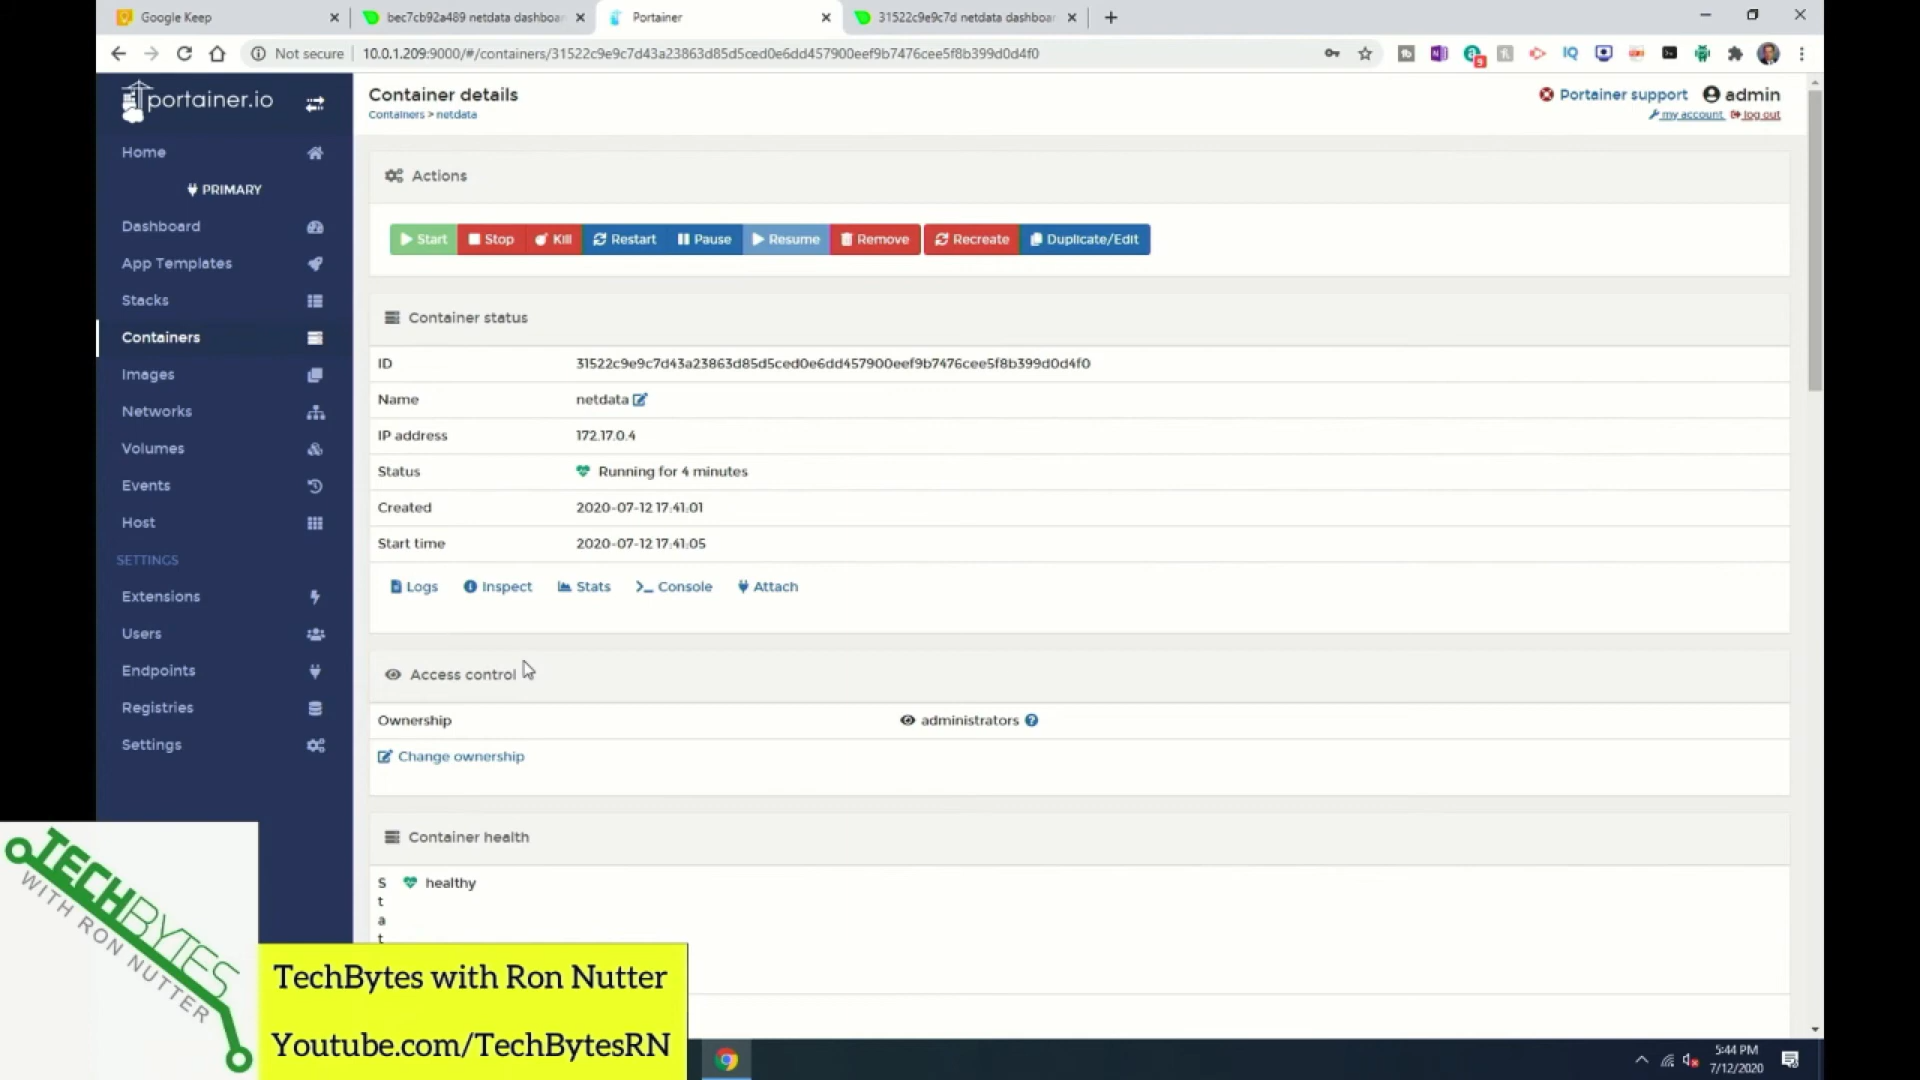 Google Keep
bec7cb92a489 netdata dashboar
Portainer
31522c9e9c7d netdata dashboar
Not secure
10.0.1.209:9000/#/containers/31522c9e9c7d43a23863d85d5ced0e6dd457900eef9b7476cee5f8b399d0d4f0
portainer.io
Container details
Containers > netdata
Portainer support
admin
my account
log out
Home
PRIMARY
Dashboard
App Templates
Stacks
Containers
Images
Networks
Volumes
Events
Host
SETTINGS
Extensions
Users
Endpoints
Registries
Settings
Actions
Start
Stop
Kill
Restart
Pause
Resume
Remove
Recreate
Duplicate/Edit
Container status
ID 31522c9e9c7d43a23863d85d5ced0e6dd457900eef9b7476cee5f8b399d0d4f0
Name netdata
IP address 172.17.0.4
Status Running for 4 minutes
Created 2020-07-12 17:41:01
Start time 2020-07-12 17:41:05
Logs Inspect Stats Console Attach
Access control
Ownership administrators
Change ownership
Container health
S healthy
t
a
t
TECHBYTES
WITH RON NUTTER
TechBytes with Ron Nutter
Youtube.com/TechBytesRN
5:44 PM
7/12/2020